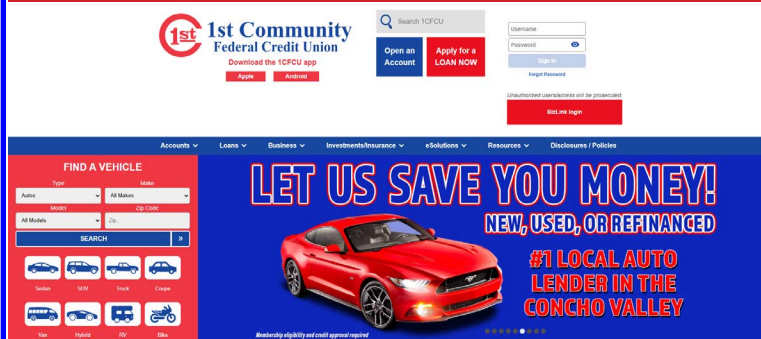 1st
1st Community
Federal Credit Union
Download the 1CFCU app
Apple
Android
Search 1CFCU
Open an
Account
Apply for a
LOAN NOW
Username
Password
Sign In
Forgot Password
Unauthorized users/access will be prosecuted.
BizLink login
Accounts
Loans
Business
Investments/Insurance
eSolutions
Resources
Disclosures / Policies
FIND A VEHICLE
Type
Make
Autos
All Makes
Model
Zip Code
All Models
Zip...
SEARCH »
Sedan
SUV
Truck
Coupe
Van
Hybrid
RV
Bike
LET US SAVE YOU MONEY!
NEW, USED, OR REFINANCED
#1 LOCAL AUTO
LENDER IN THE
CONCHO VALLEY
Membership eligibility and credit approval required